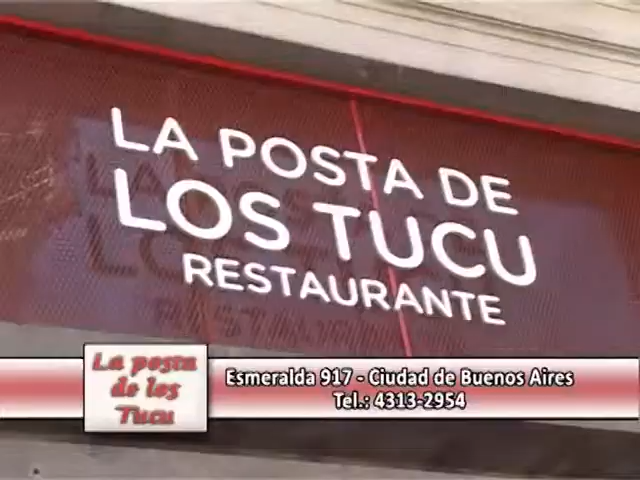 LA POSTA DE
LOS TUCU
RESTAURANTE
La posta
de los
Tucu
Esmeralda 917 - Ciudad de Buenos Aires
Tel.: 4313-2954